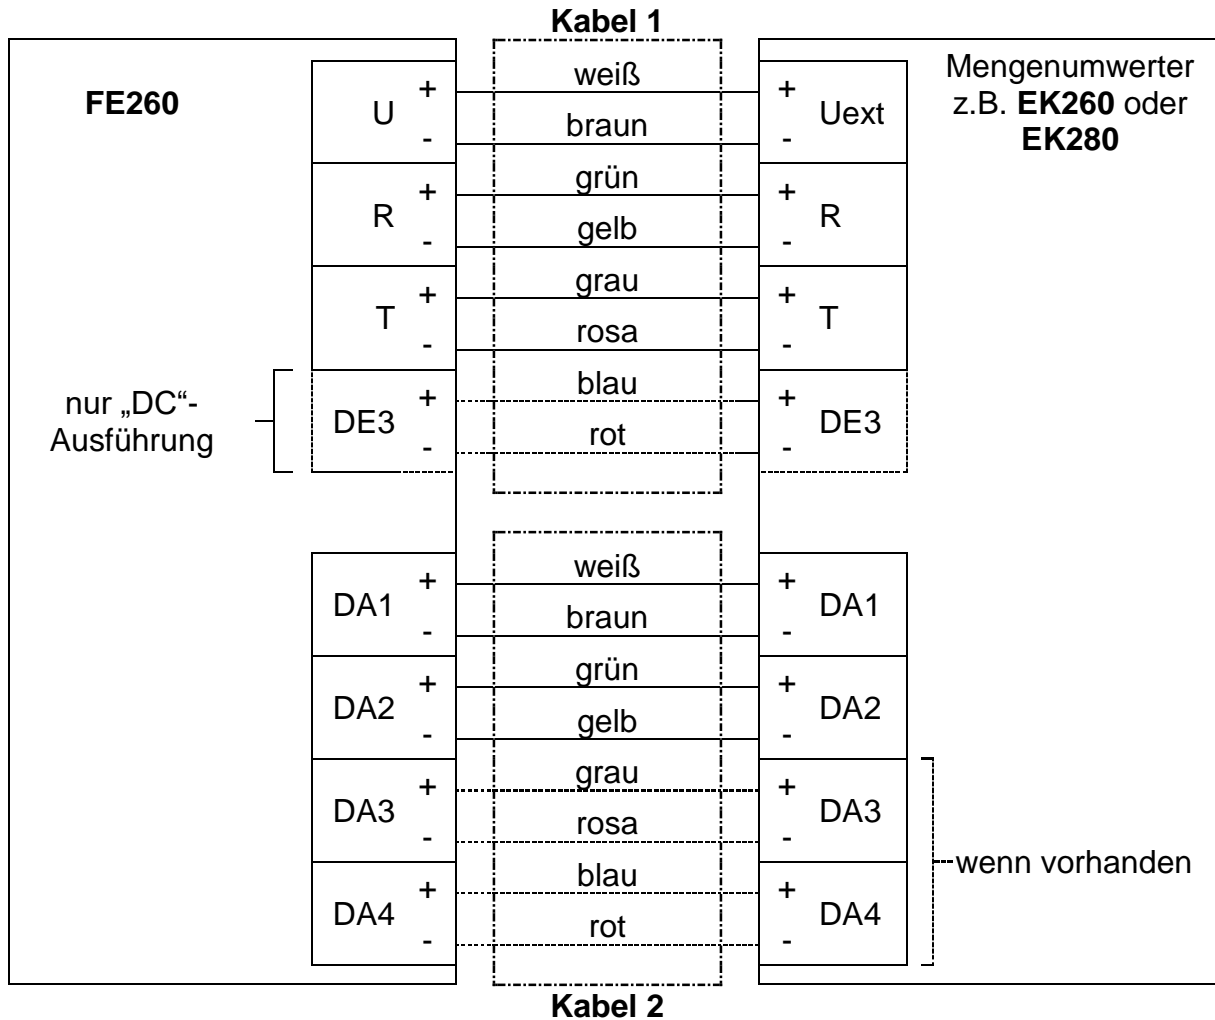 Kabel 1
FE260
Mengenumwerter
z.B. EK260 oder
EK280
U + weiß + Uext
- braun -
R + grün + R
- gelb -
T + grau + T
- rosa -
nur „DC“-
Ausführung
DE3 + blau + DE3
- rot -
DA1 + weiß + DA1
- braun -
DA2 + grün + DA2
- gelb -
DA3 + grau + DA3
- rosa -
wenn vorhanden
DA4 + blau + DA4
- rot -
Kabel 2